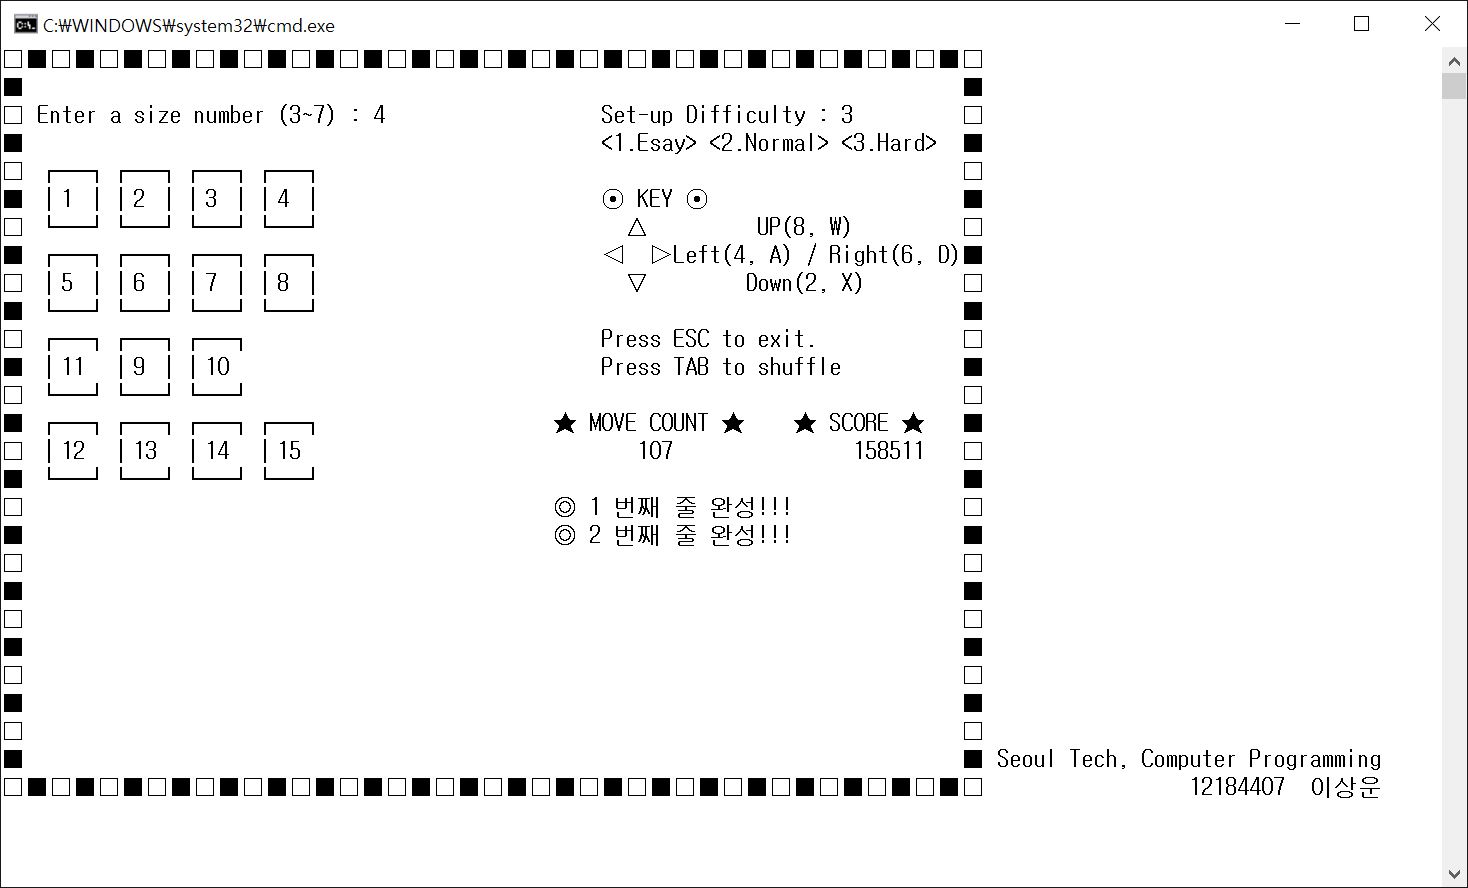 C:₩WINDOWS₩system32₩cmd.exe
Enter a size number (3~7) : 4
Set-up Difficulty : 3
<1.Esay> <2.Normal> <3.Hard>
1 2 3 4
⊙ KEY ⊙
△ UP(8, W)
◁ ▷Left(4, A) / Right(6, D)
5 6 7 8
▽ Down(2, X)
Press ESC to exit.
11 9 10
Press TAB to shuffle
★ MOVE COUNT ★ ★ SCORE ★
12 13 14 15
107 158511
◎ 1 번째 줄 완성!!!
◎ 2 번째 줄 완성!!!
Seoul Tech, Computer Programming
12184407 이상운